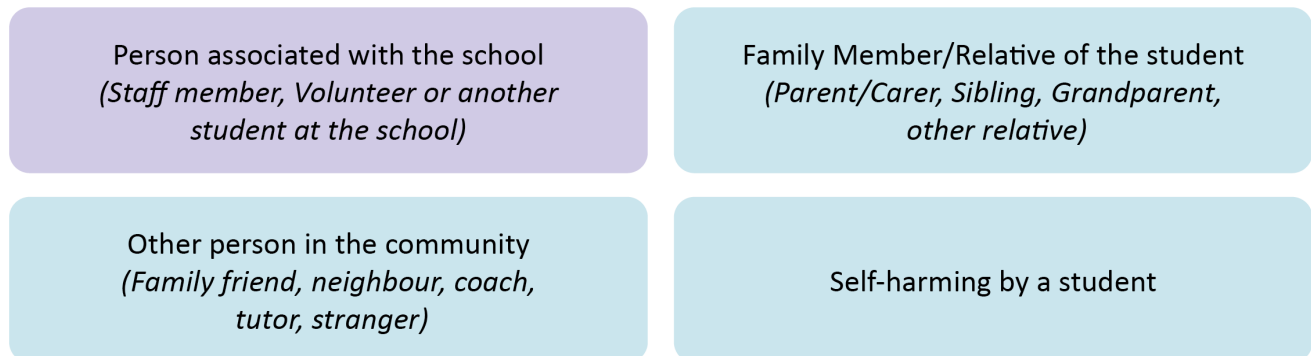 Person associated with the school
(Staff member, Volunteer or another
student at the school)
Family Member/Relative of the student
(Parent/Carer, Sibling, Grandparent,
other relative)
Other person in the community
(Family friend, neighbour, coach,
tutor, stranger)
Self-harming by a student